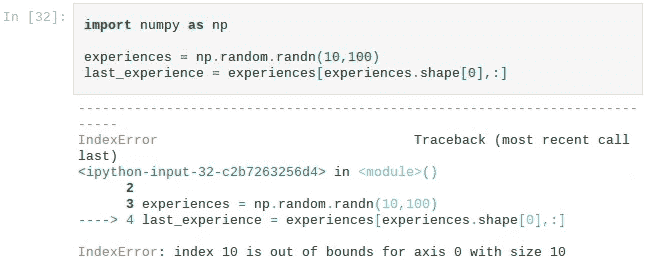 In [32]:
import numpy as np
experiences = np.random.randn(10,100)
last_experience = experiences[experiences.shape[0],:]
---------------------------------------------------------------------------
IndexError                                Traceback (most recent call
last)
<ipython-input-32-c2b7263256d4> in <module>()
      2
      3 experiences = np.random.randn(10,100)
----> 4 last_experience = experiences[experiences.shape[0],:]
IndexError: index 10 is out of bounds for axis 0 with size 10